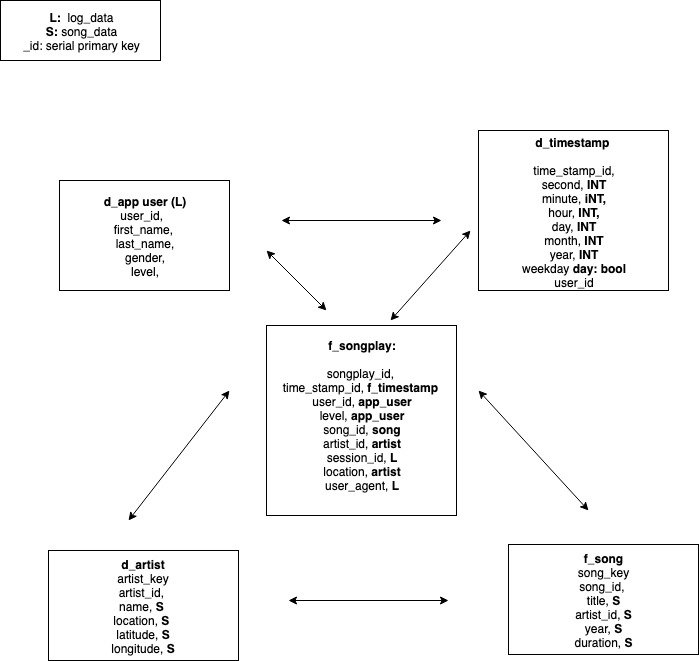 L: log_data
S: song_data
_id: serial primary key
d_app user (L)
user_id,
first_name,
last_name,
gender,
level,
d_timestamp
time_stamp_id,
second, INT
minute, iNT,
hour, INT,
day, INT
month, INT
year, INT
weekday day: bool
user_id
f_songplay:
songplay_id,
time_stamp_id, f_timestamp
user_id, app_user
level, app_user
song_id, song
artist_id, artist
session_id, L
location, artist
user_agent, L
d_artist
artist_key
artist_id,
name, S
location, S
latitude, S
longitude, S
f_song
song_key
song_id,
title, S
artist_id, S
year, S
duration, S